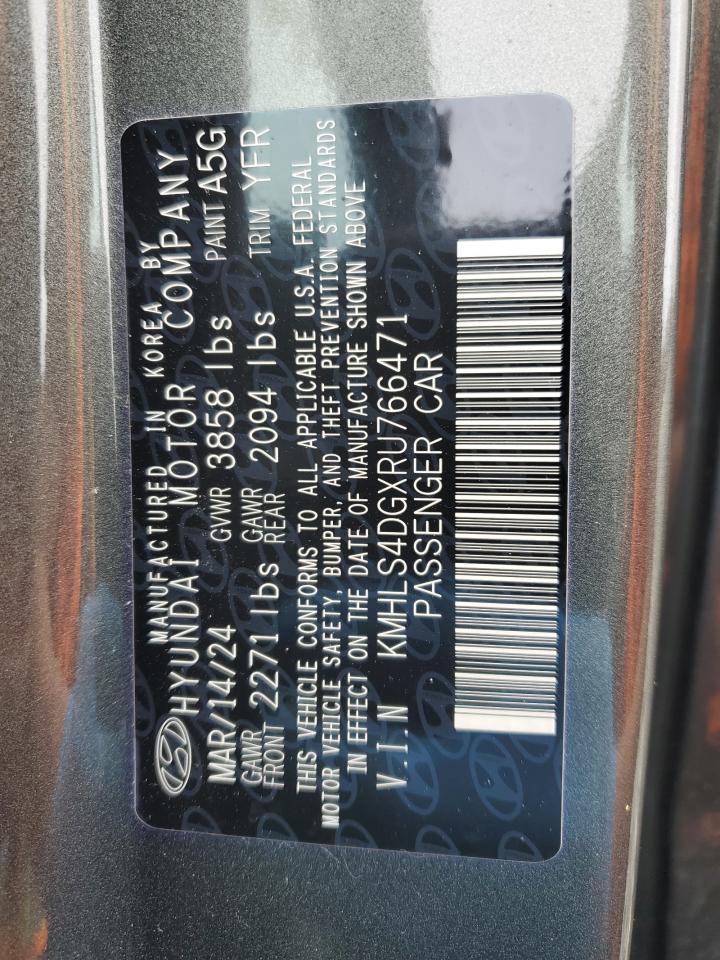 MANUFACTURED IN KOREA BY
HYUNDAI MOTOR COMPANY
MAR/14/24 GVWR 3858 lbs PAINT A5G
GAWR FRONT 2271 lbs GAWR REAR 2094 lbs TRIM YFR
THIS VEHICLE CONFORMS TO ALL APPLICABLE U.S.A. FEDERAL
MOTOR VEHICLE SAFETY, BUMPER, AND THEFT PREVENTION STANDARDS
IN EFFECT ON THE DATE OF MANUFACTURE SHOWN ABOVE
V.I.N KMHLS4DGXRU766471
PASSENGER CAR